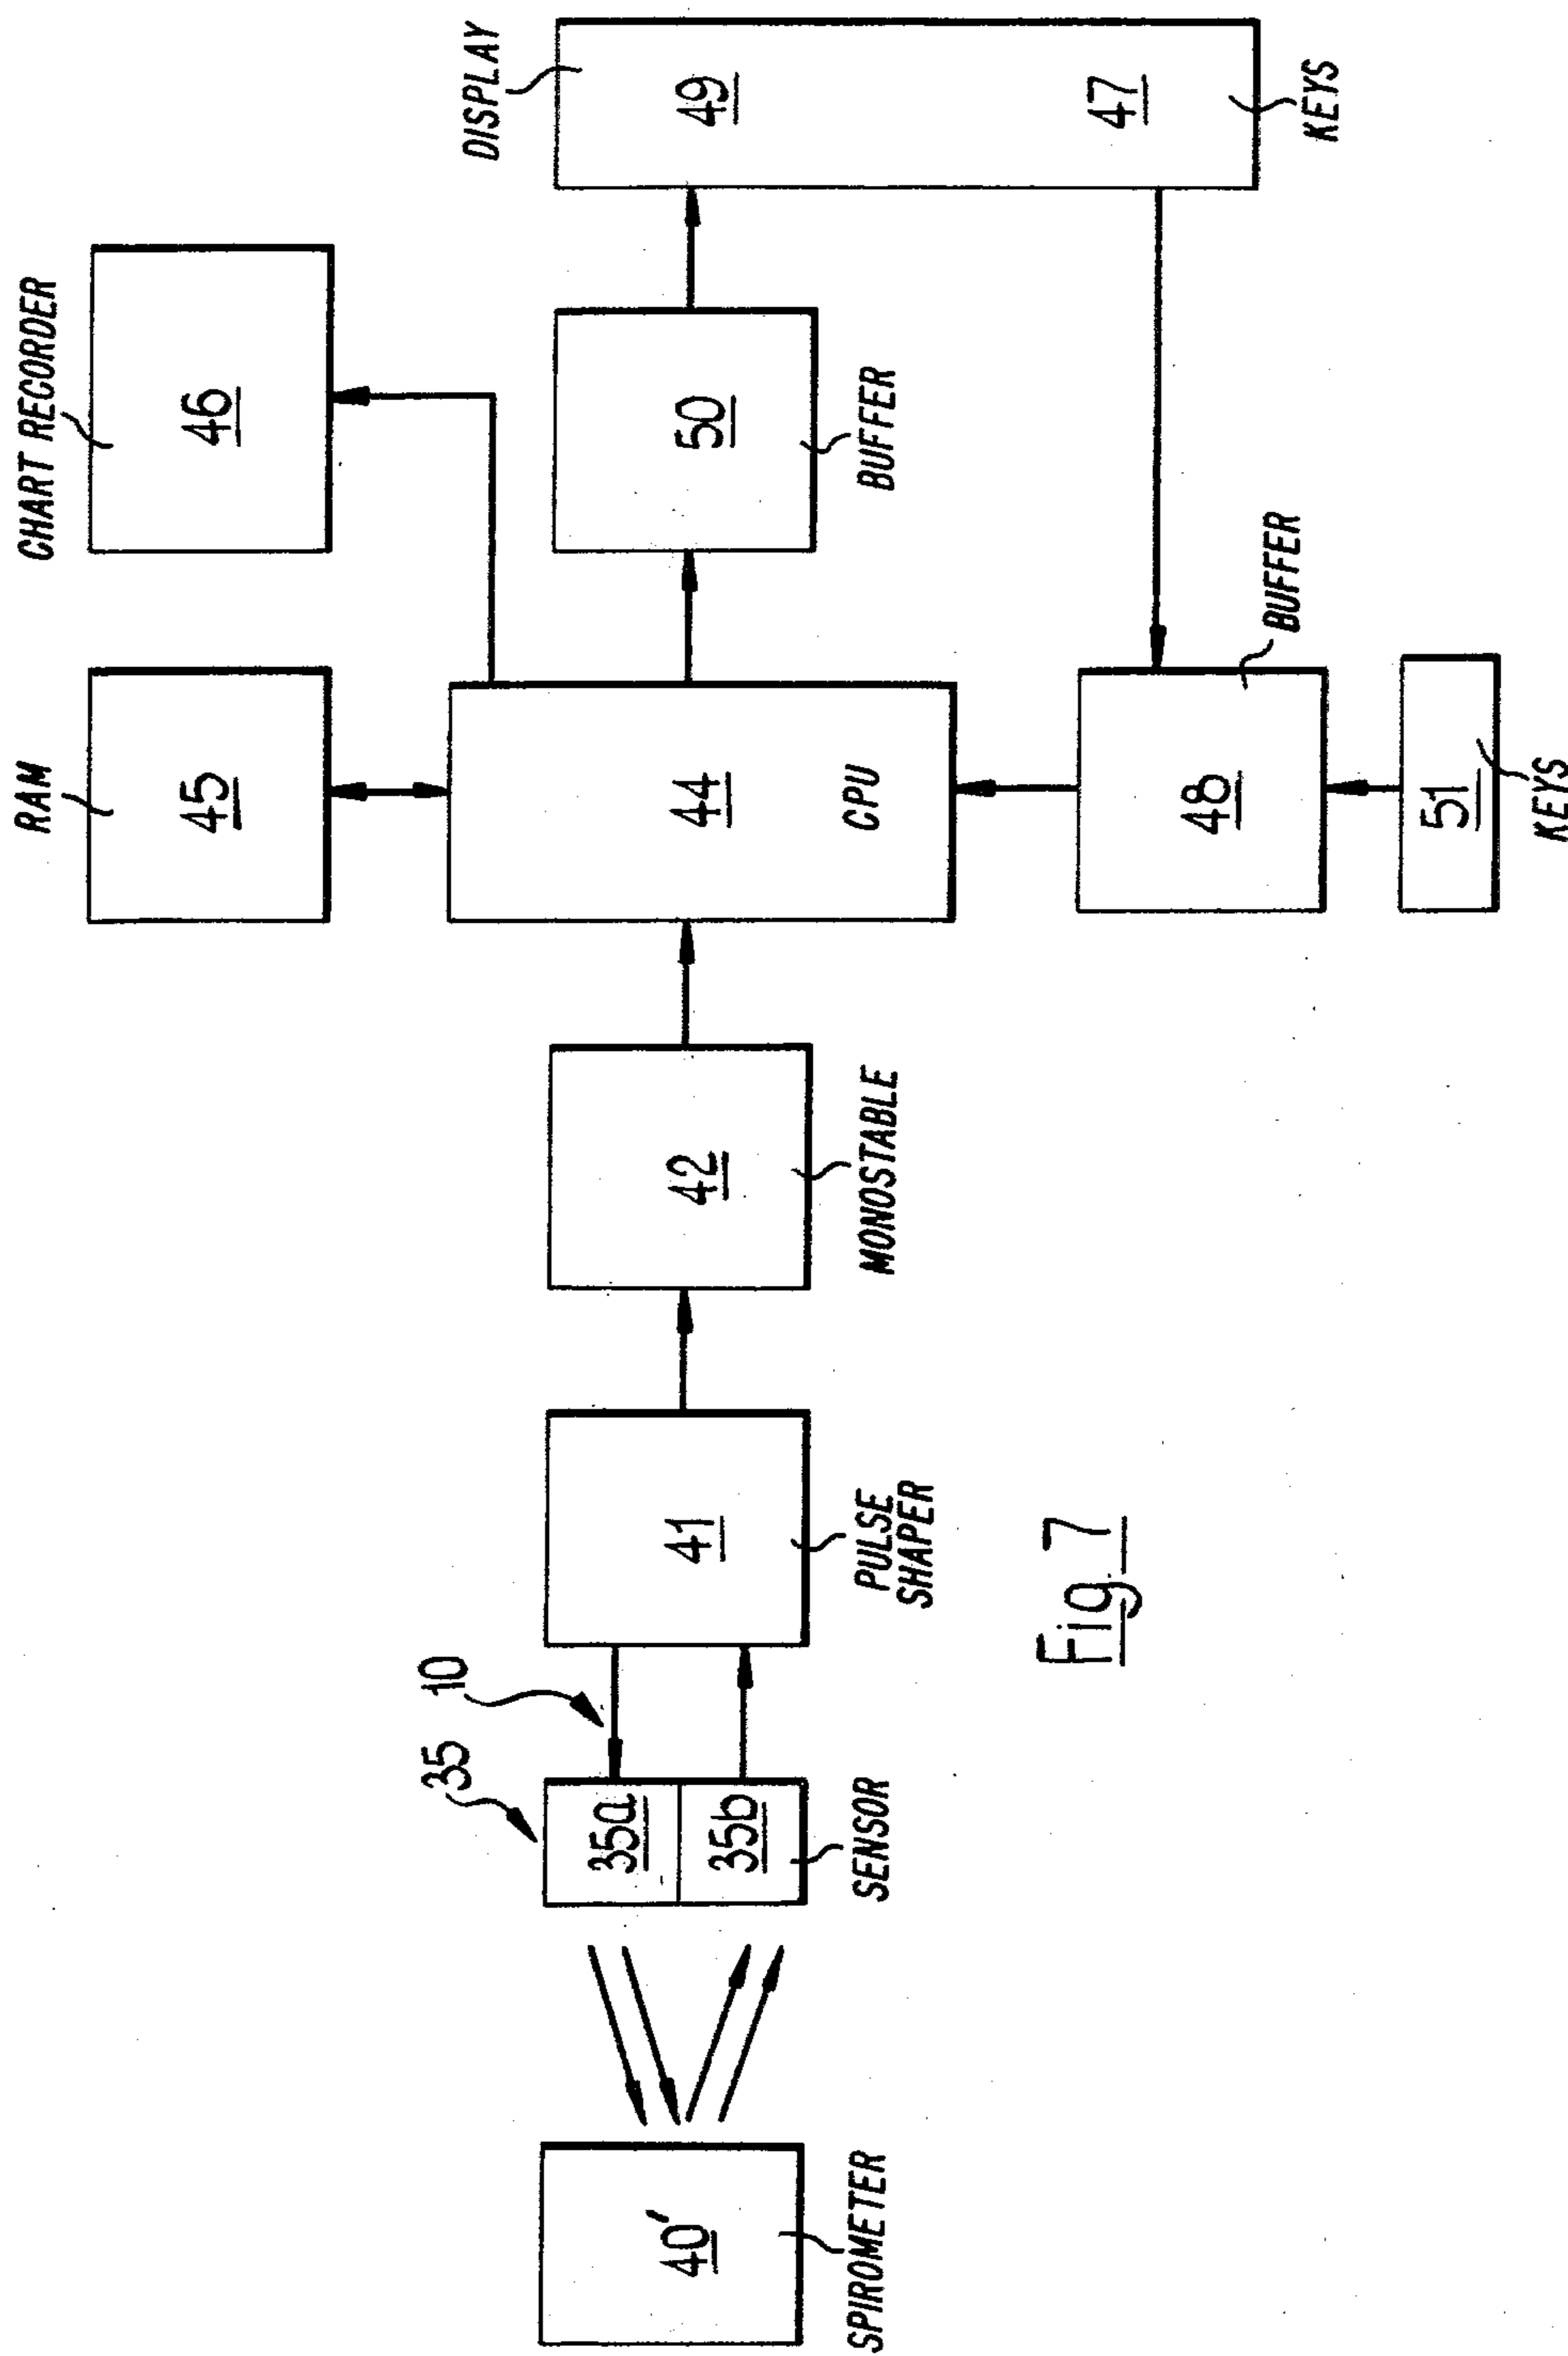 CHART RECORDER
46
RAM
45
DISPLAY
49
47
KEYS
50
BUFFER
44
CPU
BUFFER
48
51
KEYS
42
MONOSTABLE
41
PULSE
SHAPER
10
35
35a
35b
SENSOR
40'
SPIROMETER
Fig. 7